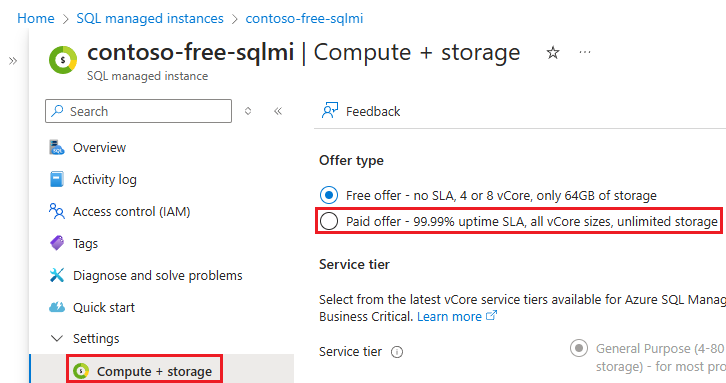 Home > SQL managed instances > contoso-free-sqlmi
contoso-free-sqlmi | Compute + storage
SQL managed instance
Search
Feedback
Overview
Activity log
Access control (IAM)
Tags
Diagnose and solve problems
Quick start
Settings
Compute + storage
Offer type
Free offer - no SLA, 4 or 8 vCore, only 64GB of storage
Paid offer - 99.99% uptime SLA, all vCore sizes, unlimited storage
Service tier
Select from the latest vCore service tiers available for Azure SQL Manag
Business Critical. Learn more
Service tier
General Purpose (4-80
storage) - for most pro